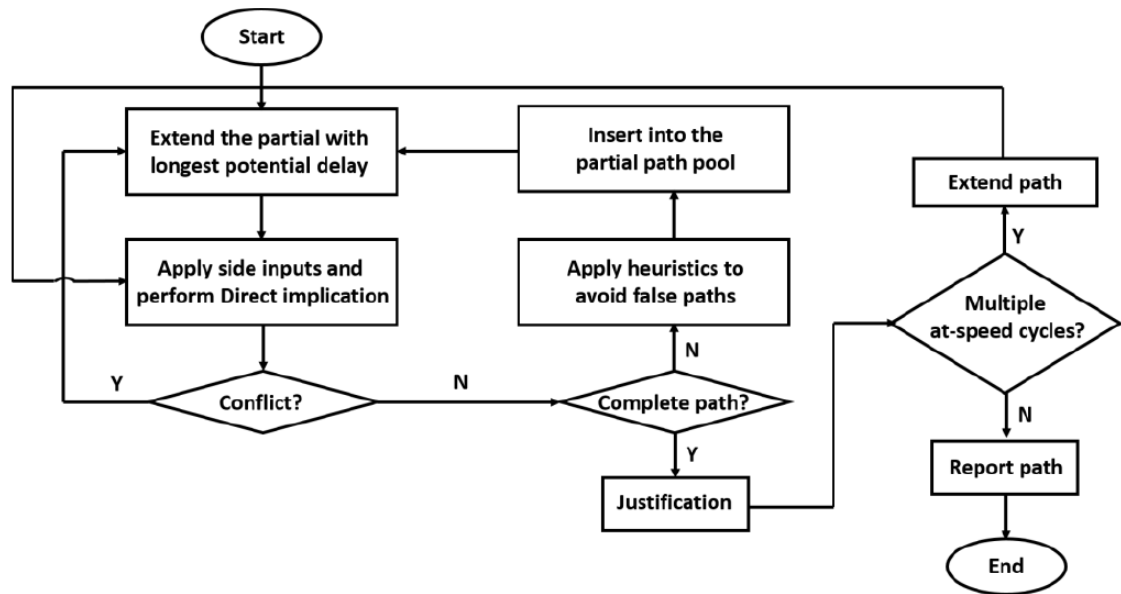 Start
Extend the partial with
longest potential delay
Insert into the
partial path pool
Extend path
Y
Apply side inputs and
perform Direct implication
Apply heuristics to
avoid false paths
Multiple
at-speed cycles?
N
Y
Conflict?
N
Complete path?
N
Y
Report path
Justification
End